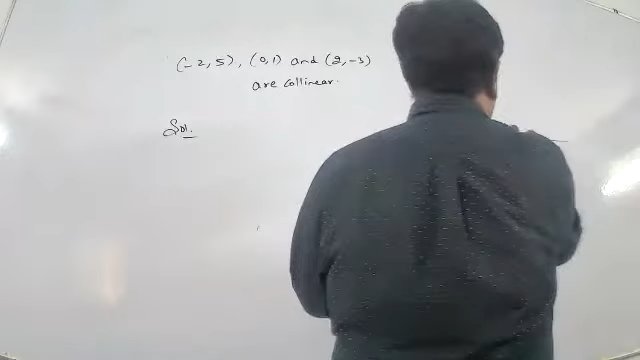 (-2, 5), (0,1) and (2,-3)
are collinear.
Sol.